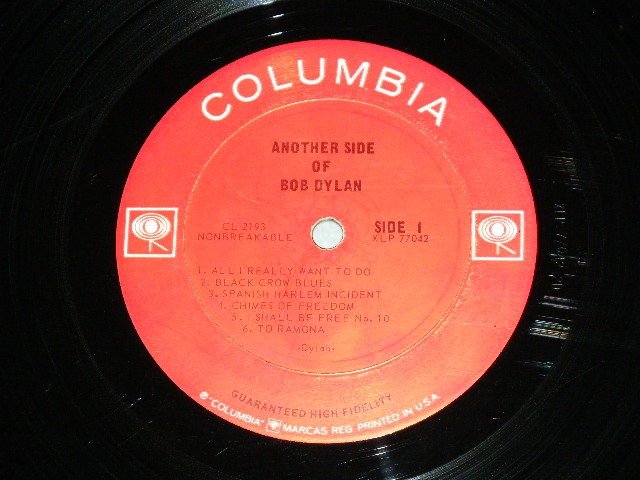 COLUMBIA
ANOTHER SIDE
OF
BOB DYLAN
CL 2193
NONBREAKABLE
SIDE 1
XLP 77042
1. ALL I REALLY WANT TO DO
2. BLACK CROW BLUES
3. SPANISH HARLEM INCIDENT
4. CHIMES OF FREEDOM
5. I SHALL BE FREE No. 10
6. TO RAMONA
-Dylan-
GUARANTEED HIGH FIDELITY
® "COLUMBIA" MARCAS REG. PRINTED IN U.S.A.